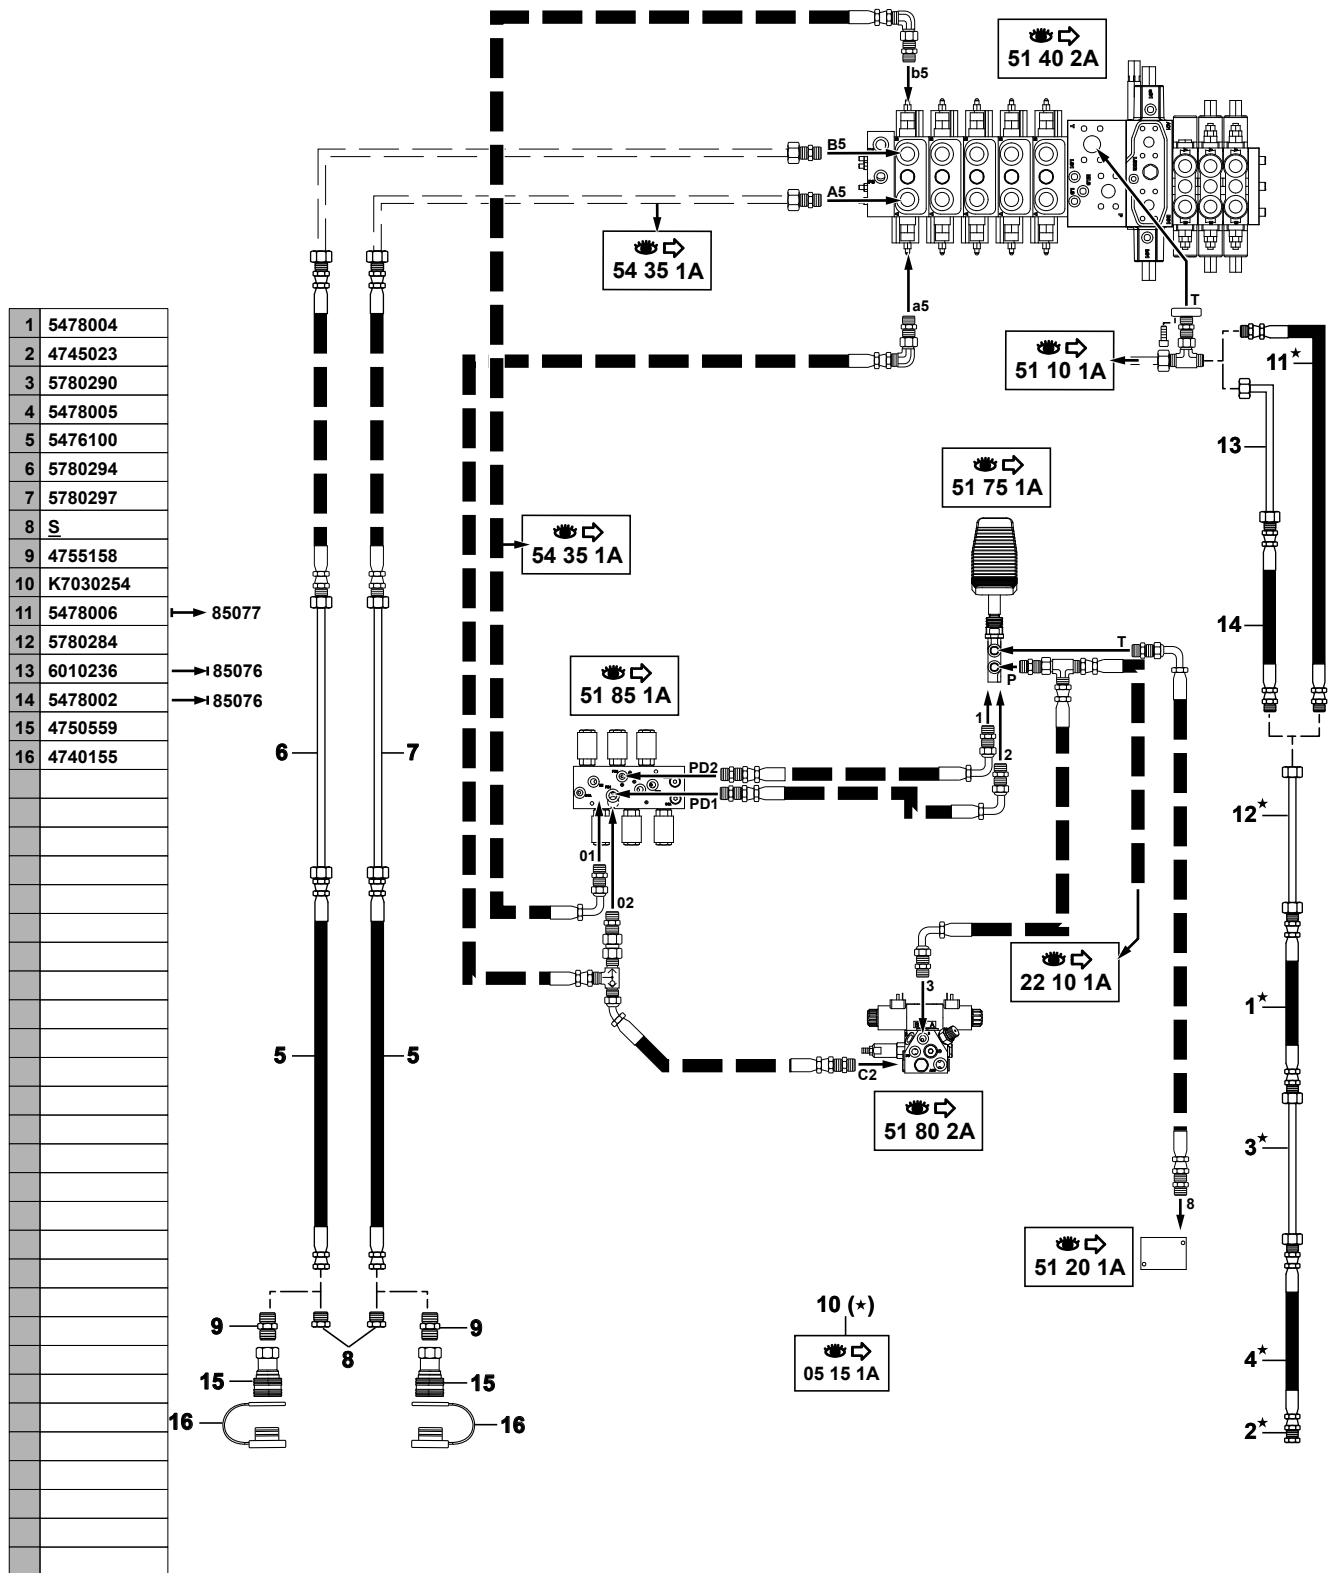 1 5478004
2 4745023
3 5780290
4 5478005
5 5476100
6 5780294
7 5780297
8 S
9 4755158
10 K7030254
11 5478006 85077
12 5780284
13 6010236 85076
14 5478002 85076
15 4750559
16 4740155
51 40 2A
b5
B5
A5
54 35 1A
a5
T
51 10 1A
11★
13
51 75 1A
54 35 1A
14
T
P
51 85 1A
1
2
6
7
PD2
PD1
12★
01
02
22 10 1A
3
1★
5
5
C2
51 80 2A
3★
8
51 20 1A
10 (★)
05 15 1A
9
9
8
4★
15
15
16
16
2★